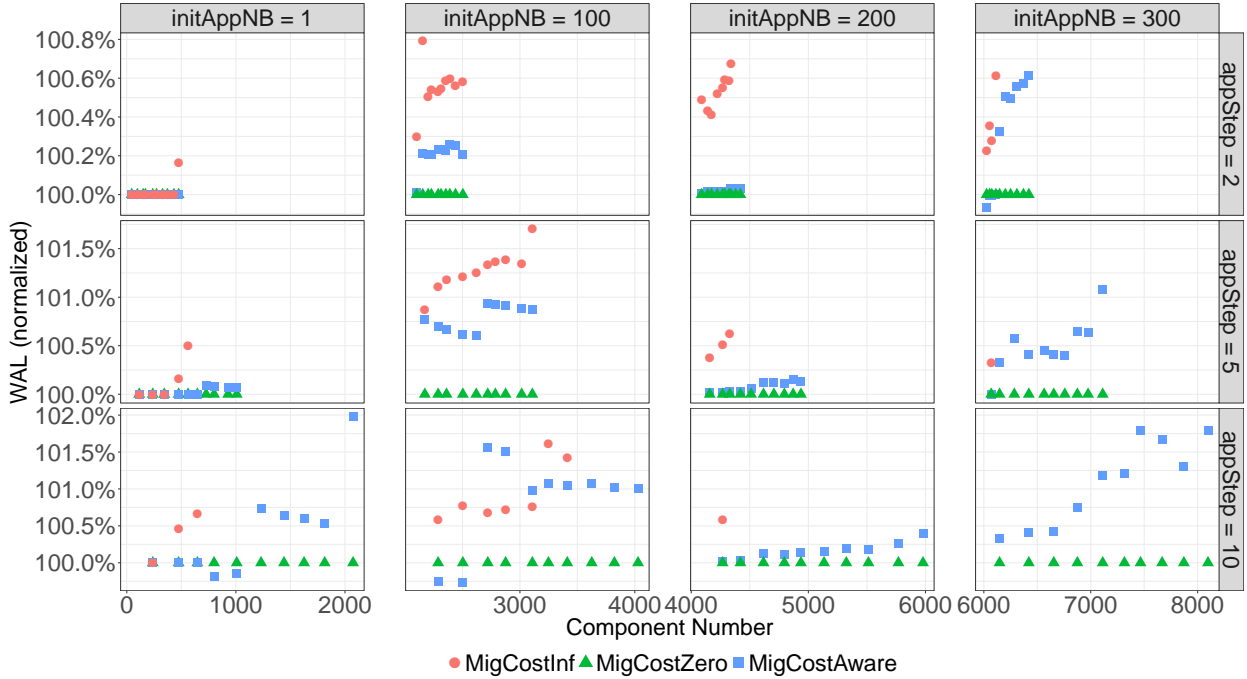 initAppNB = 1 initAppNB = 100 initAppNB = 200 initAppNB = 300
100.8%
100.6%
100.4%
100.2%
100.0%
appStep = 2
101.5%
101.0%
100.5%
100.0%
appStep = 5
102.0%
101.5%
101.0%
100.5%
100.0%
appStep = 10
WAL (normalized)
0 1000 2000 3000 4000 4000 5000 6000 6000 7000 8000
Component Number
MigCostInf MigCostZero MigCostAware